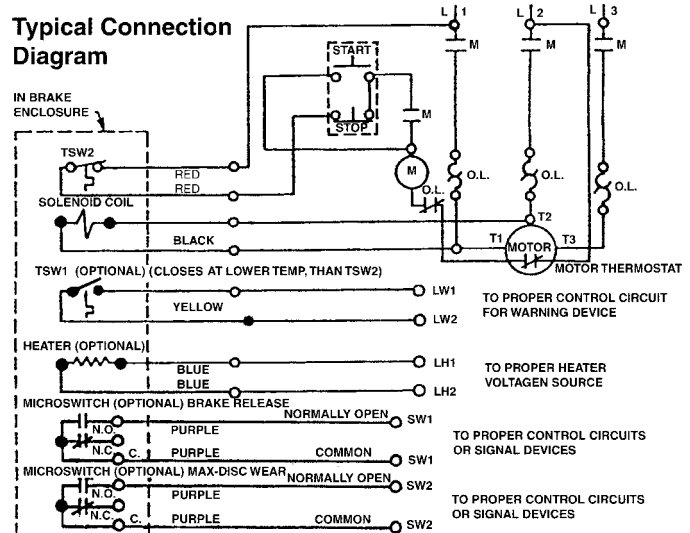 Typical Connection
Diagram
L 1
L 2
L 3
M
M
M
START
STOP
M
M
O.L.
O.L.
O.L.
O.L.
IN BRAKE
ENCLOSURE
TSW2
RED
RED
SOLENOID COIL
BLACK
T2
T1
MOTOR
T3
MOTOR THERMOSTAT
TSW1 (OPTIONAL) (CLOSES AT LOWER TEMP, THAN TSW2)
YELLOW
LW1
LW2
TO PROPER CONTROL CIRCUIT
FOR WARNING DEVICE
HEATER (OPTIONAL)
BLUE
BLUE
LH1
LH2
TO PROPER HEATER
VOLTAGEN SOURCE
MICROSWITCH (OPTIONAL) BRAKE RELEASE
NORMALLY OPEN
N.O.
PURPLE
SW1
N.C.
C.
PURPLE
COMMON
SW1
TO PROPER CONTROL CIRCUITS
OR SIGNAL DEVICES
MICROSWITCH (OPTIONAL) MAX-DISC WEAR
NORMALLY OPEN
N.O.
PURPLE
SW2
N.C.
C.
PURPLE
COMMON
SW2
TO PROPER CONTROL CIRCUITS
OR SIGNAL DEVICES